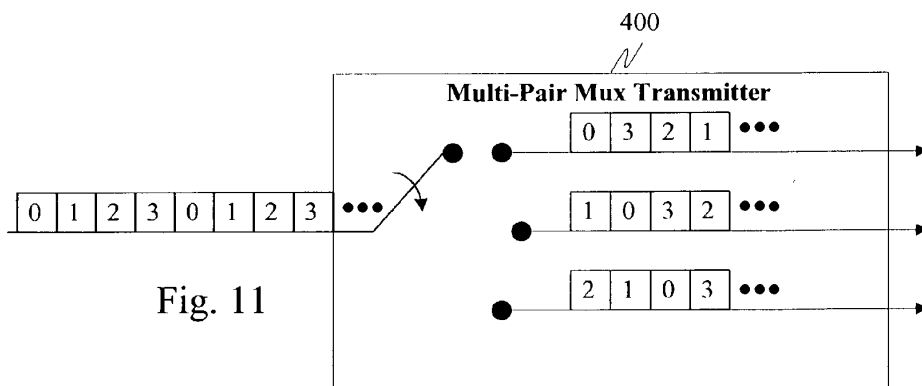 400
Multi-Pair Mux Transmitter
0 3 2 1 •••
0 1 2 3 0 1 2 3 •••
1 0 3 2 •••
2 1 0 3 •••
Fig. 11